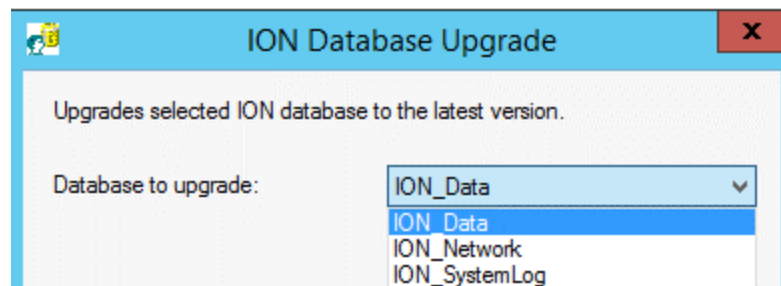 ION Database Upgrade
x
Upgrades selected ION database to the latest version.
Database to upgrade:
ION_Data
ION_Data
ION_Network
ION_SystemLog